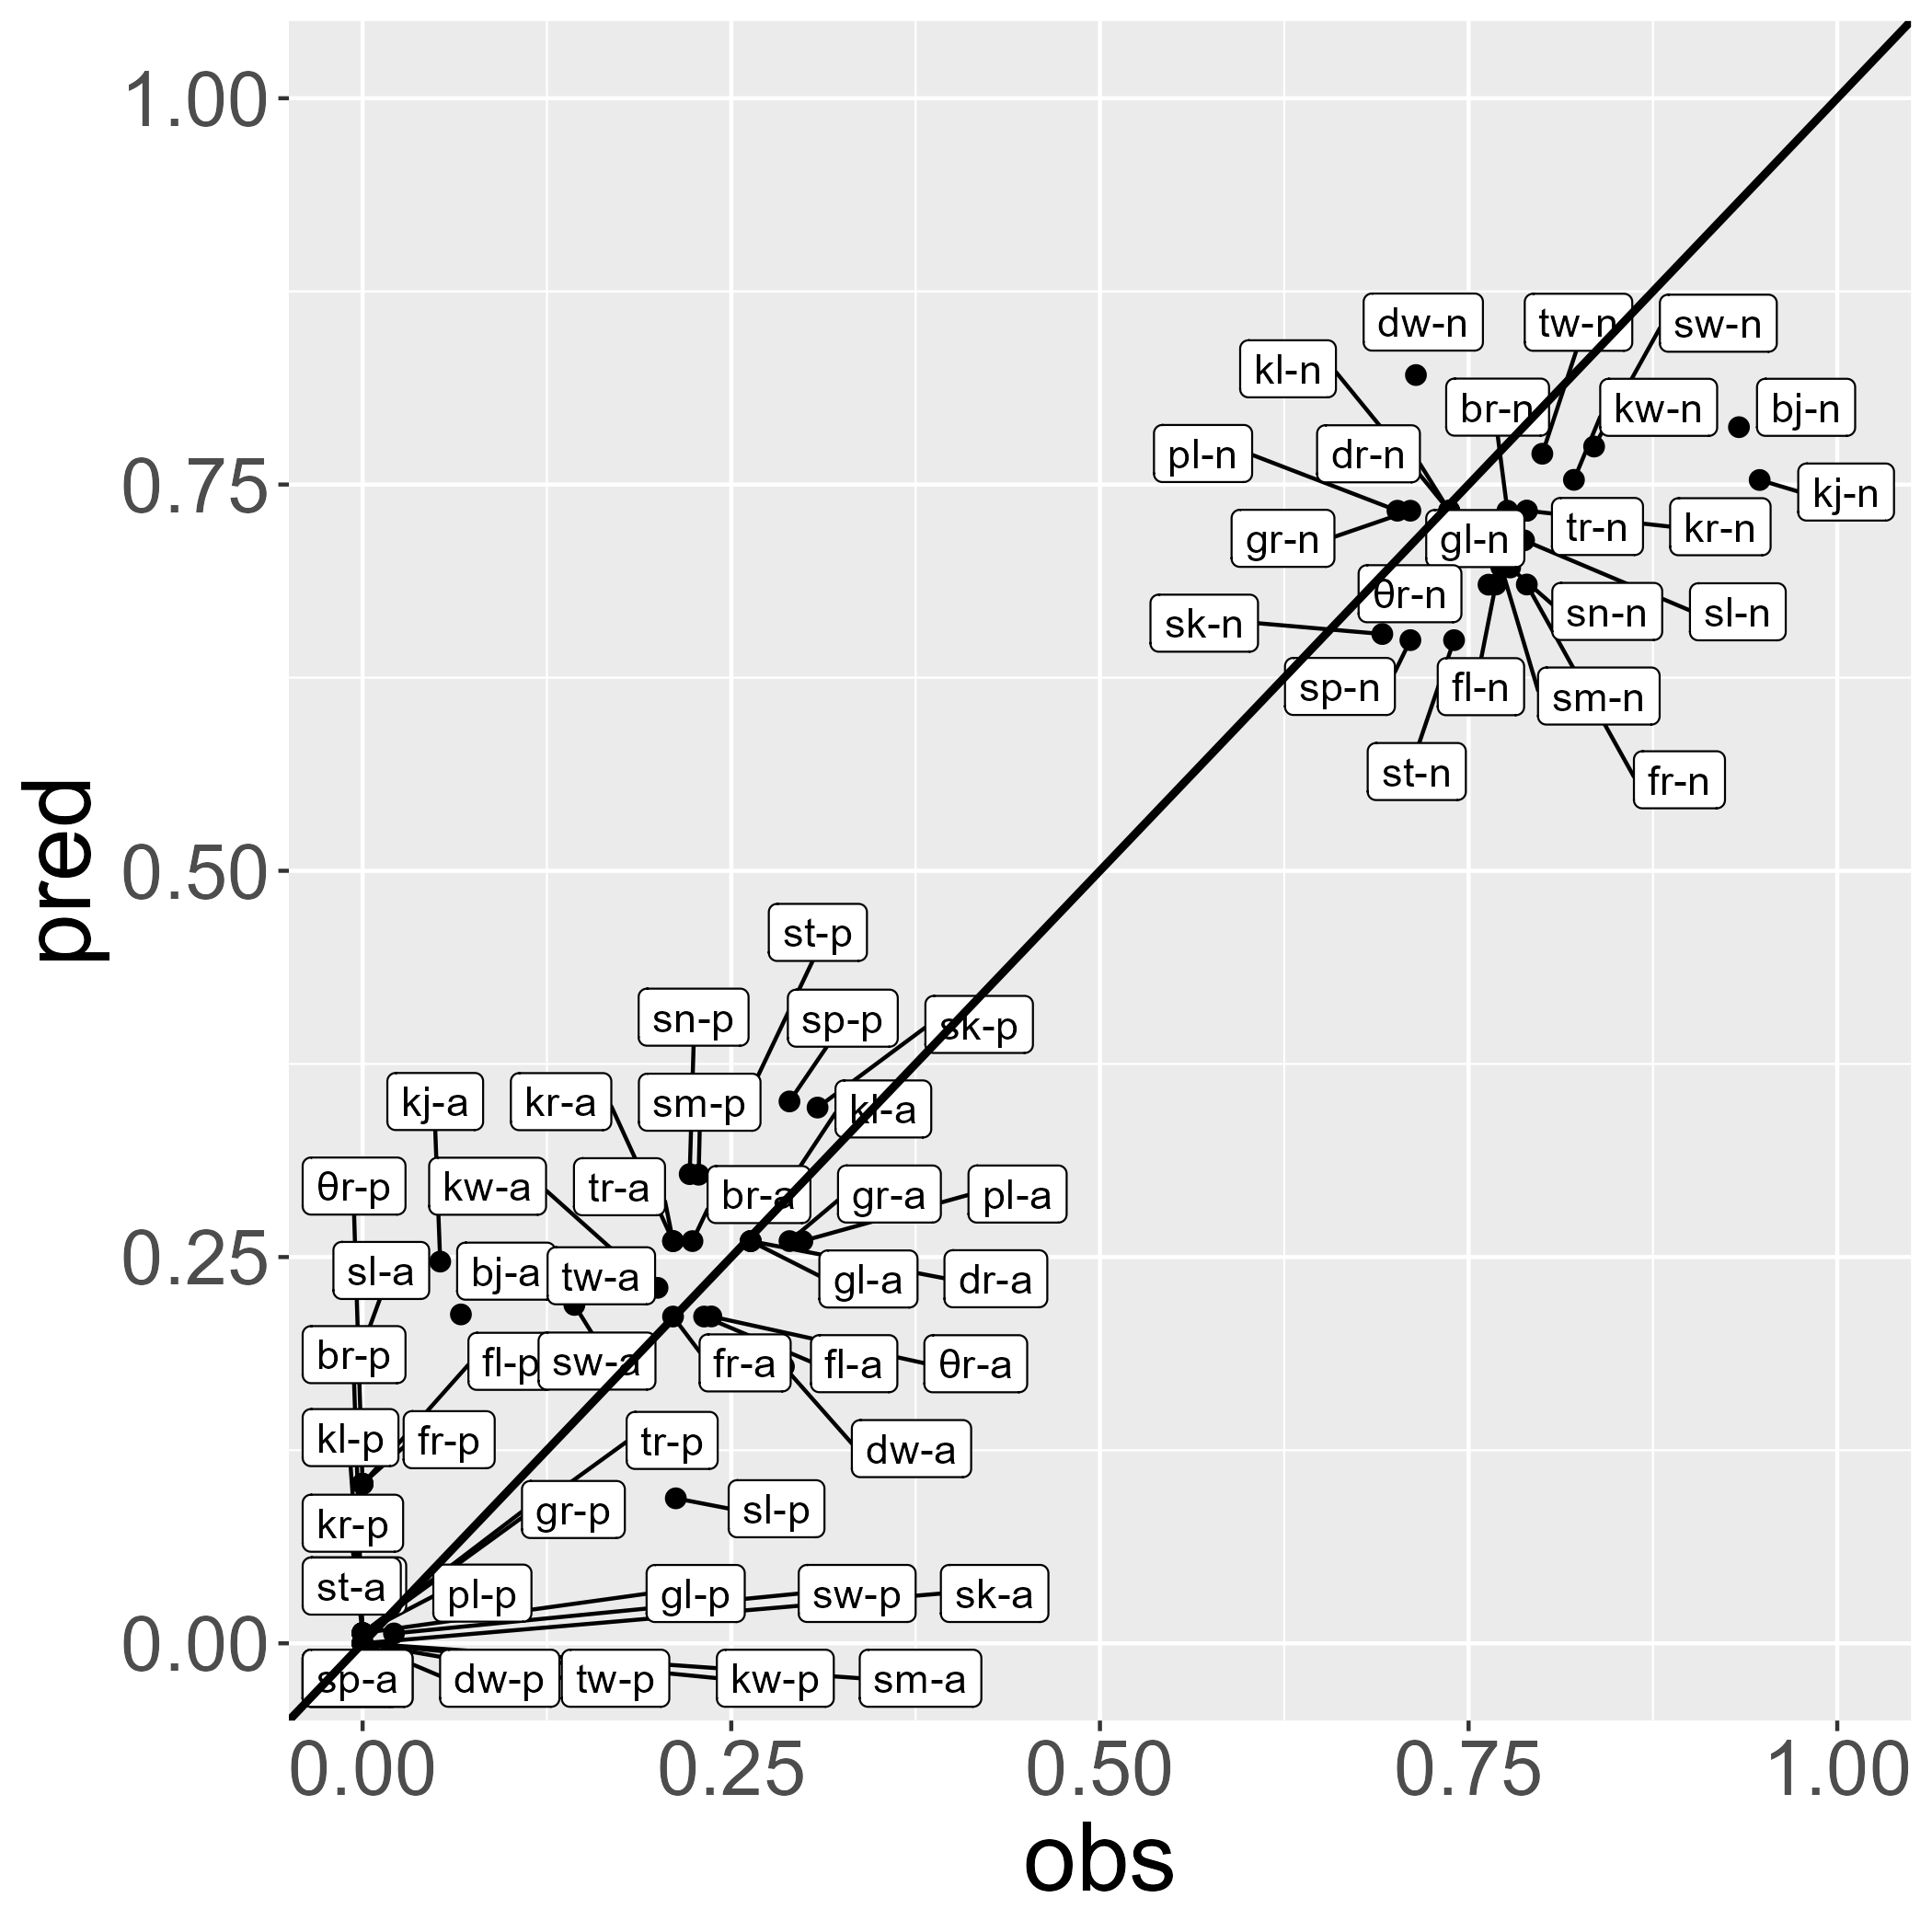 1.00
0.75
0.50
0.25
0.00
pred
dw-n
tw-n
sw-n
kl-n
br-n
kw-n
bj-n
pl-n
dr-n
kj-n
gr-n
gl-n
tr-n
kr-n
θr-n
sk-n
sn-n
sl-n
sp-n
fl-n
sm-n
st-n
fr-n
st-p
sn-p
sp-p
sk-p
kj-a
kr-a
sm-p
kl-a
θr-p
kw-a
tr-a
br-a
gr-a
pl-a
sl-a
bj-a
tw-a
gl-a
dr-a
br-p
fl-p
sw-a
fr-a
fl-a
θr-a
kl-p
fr-p
tr-p
dw-a
kr-p
gr-p
sl-p
st-a
pl-p
gl-p
sw-p
sk-a
sp-a
dw-p
tw-p
kw-p
sm-a
0.00
0.25
0.50
0.75
1.00
obs